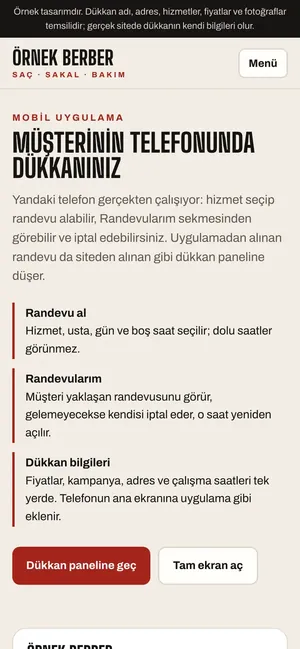 Örnek tasarımdır. Dükkan adı, adres, hizmetler, fiyatlar ve fotoğraflar
temsilidir; gerçek sitede dükkanın kendi bilgileri olur.
ÖRNEK BERBER
SAÇ · SAKAL · BAKIM
Menü
MOBİL UYGULAMA
MÜŞTERİNİN TELEFONUNDA
DÜKKANINIZ
Yandaki telefon gerçekten çalışıyor: hizmet seçip
randevu alabilir, Randevularım sekmesinden
görebilir ve iptal edebilirsiniz. Uygulamadan alınan
randevu da siteden alınan gibi dükkan paneline
düşer.
Randevu al
Hizmet, usta, gün ve boş saat seçilir; dolu saatler
görünmez.
Randevularım
Müşteri yaklaşan randevusunu görür,
gelemeyecekse kendisi iptal eder, o saat yeniden
açılır.
Dükkan bilgileri
Fiyatlar, kampanya, adres ve çalışma saatleri tek
yerde. Telefonun ana ekranına uygulama gibi
eklenir.
Dükkan paneline geç
Tam ekran aç
ÖRNEK BERBER